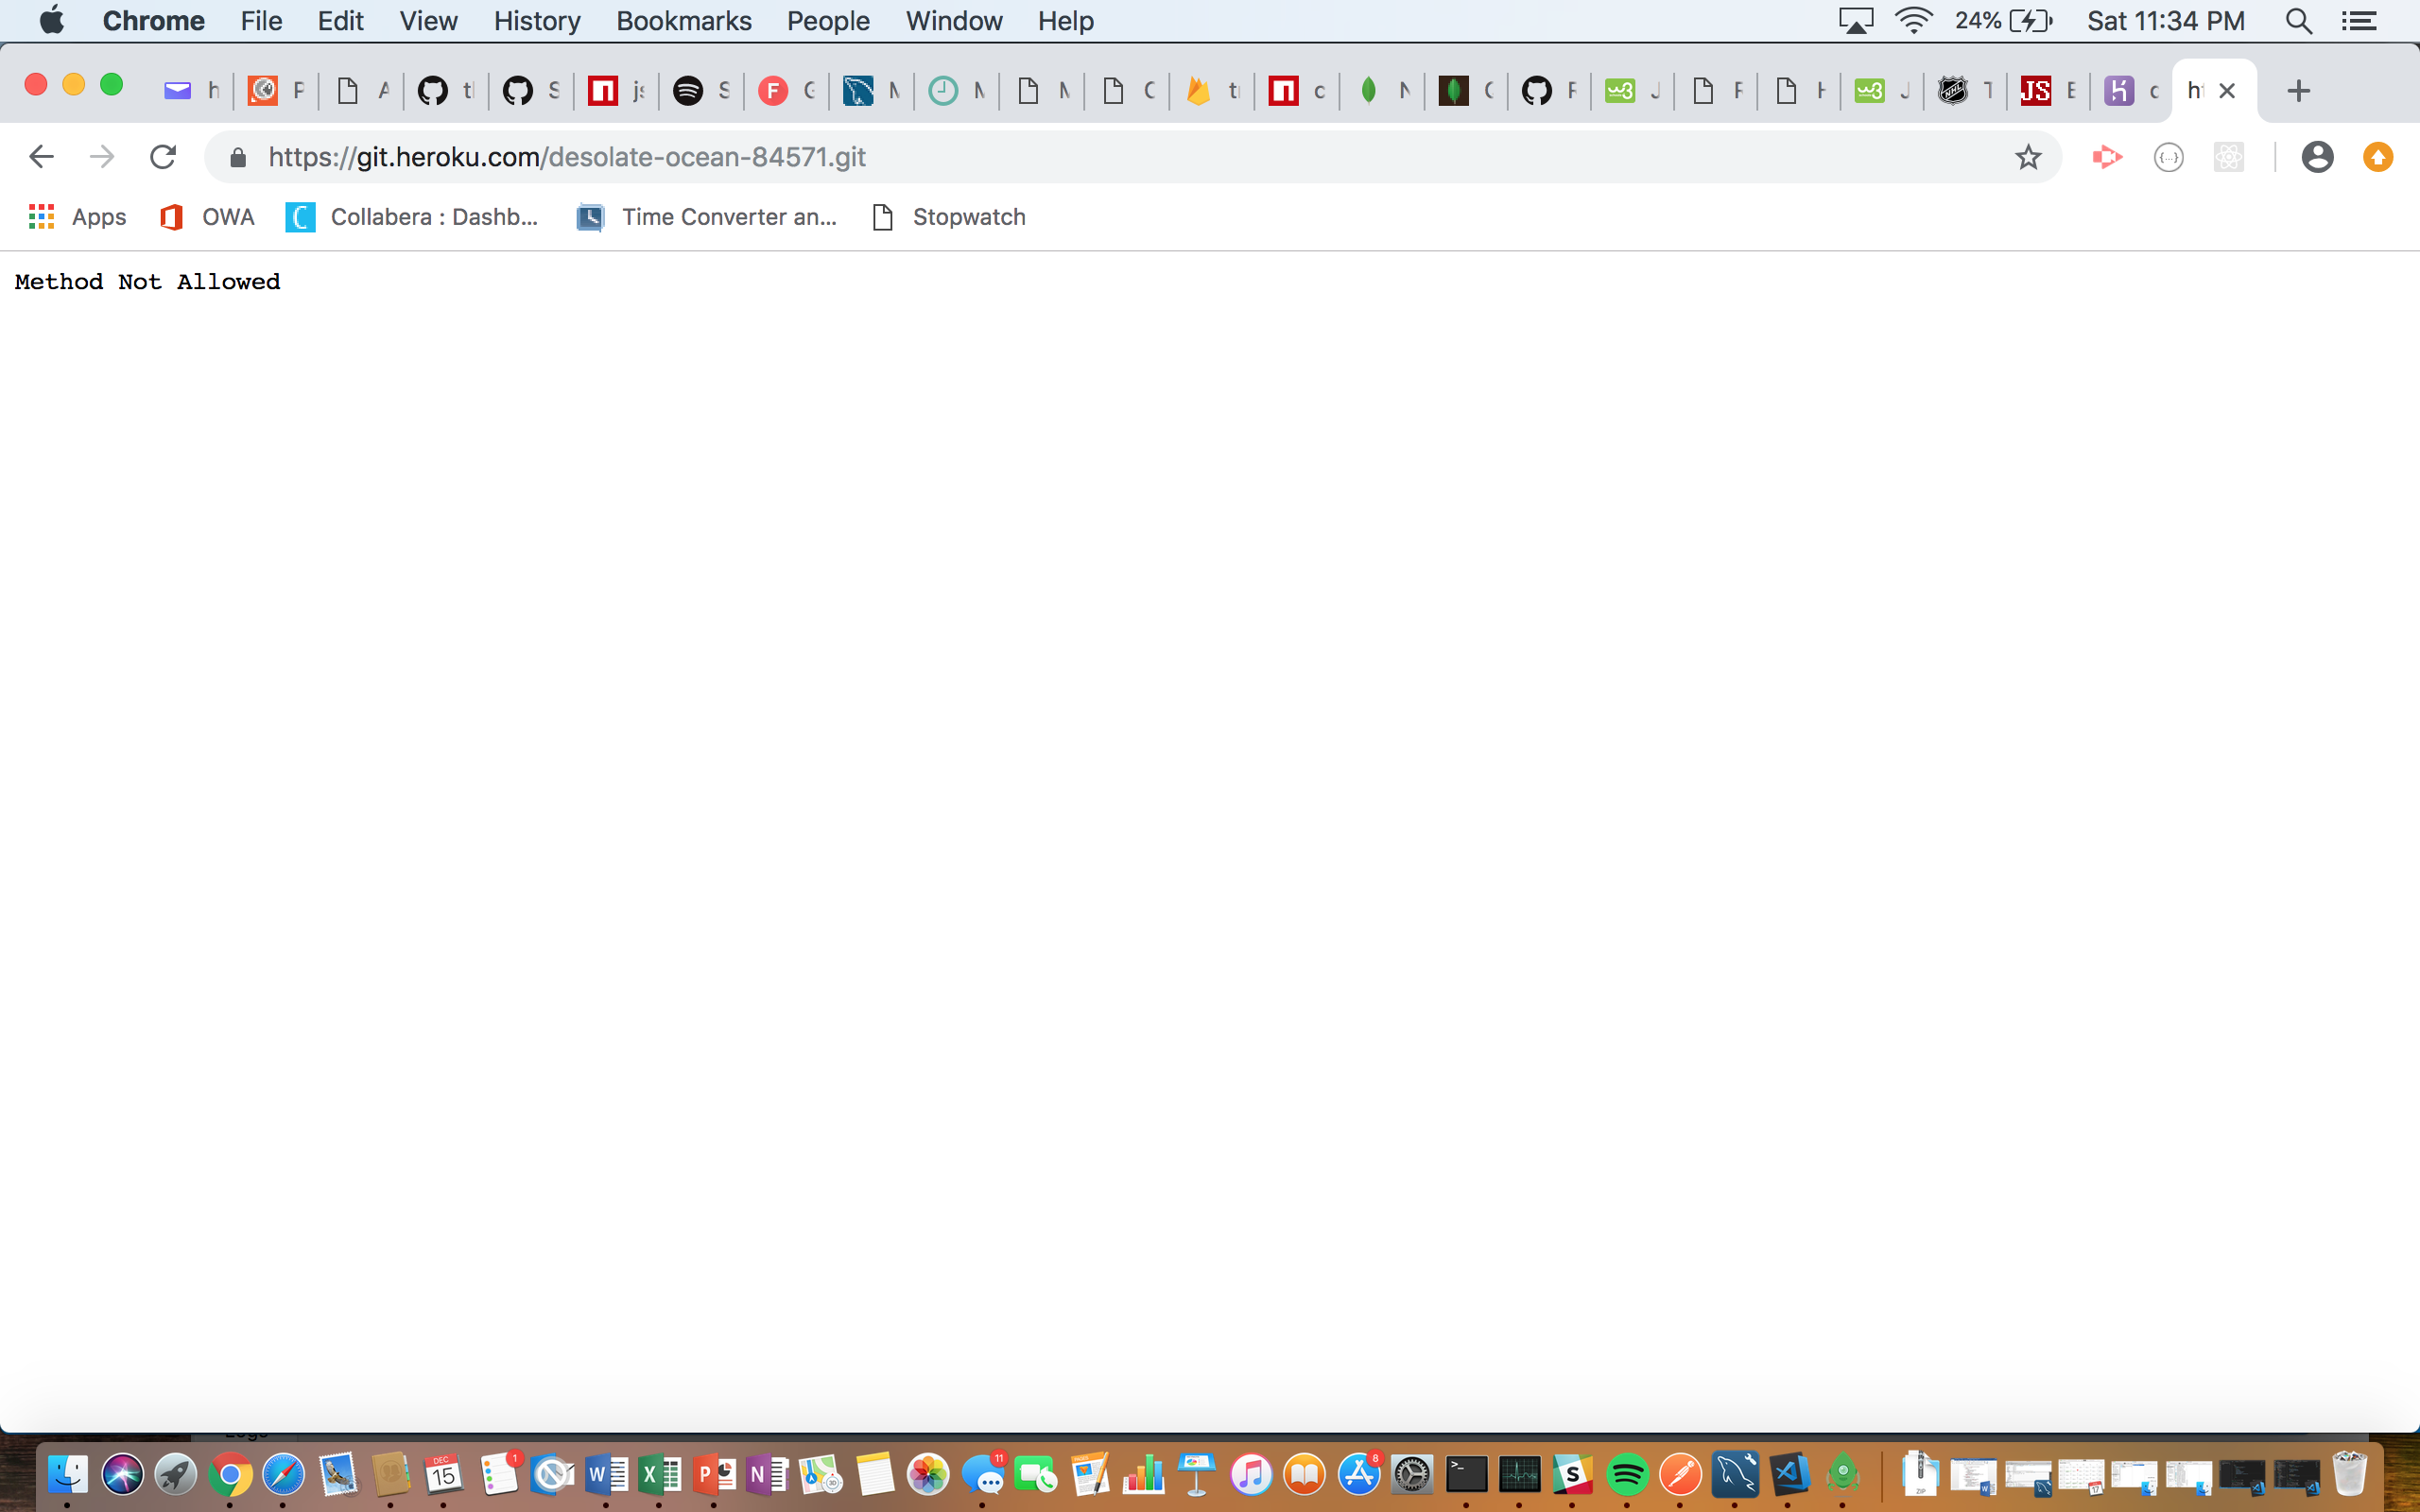 Chrome File Edit View History Bookmarks People Window Help 24% Sat 11:34 PM
https://git.heroku.com/desolate-ocean-84571.git
Apps OWA Collabera : Dashb... Time Converter an... Stopwatch
Method Not Allowed